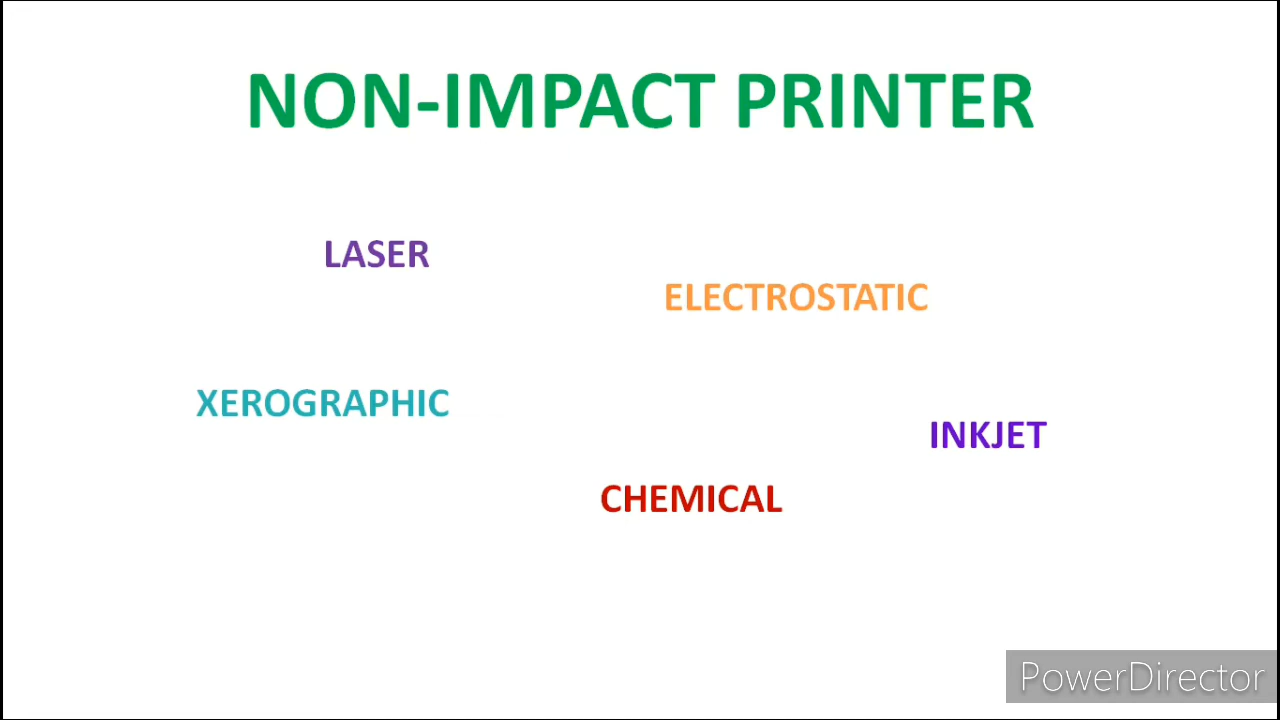 NON-IMPACT PRINTER
LASER
ELECTROSTATIC
XEROGRAPHIC
INKJET
CHEMICAL
PowerDirector